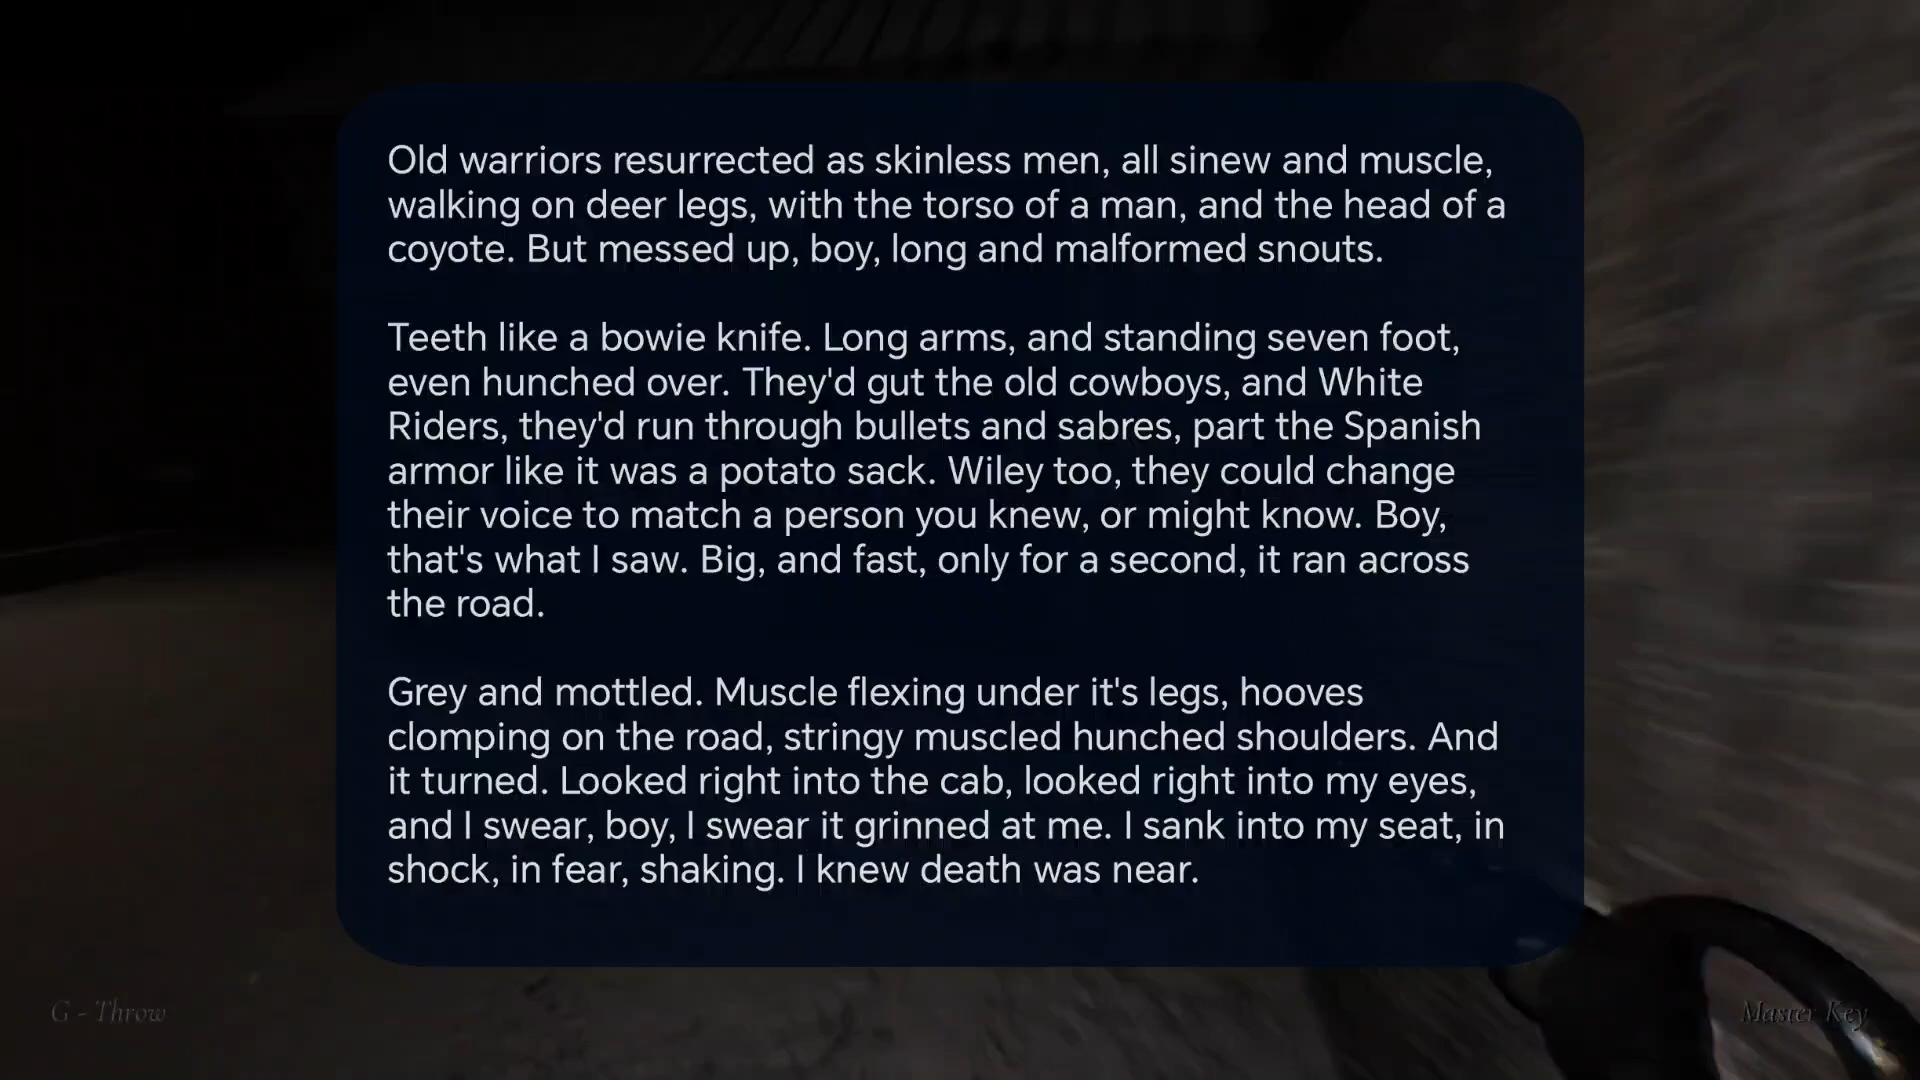 Old warriors resurrected as skinless men, all sinew and muscle,
walking on deer legs, with the torso of a man, and the head of a
coyote. But messed up, boy, long and malformed snouts.
Teeth like a bowie knife. Long arms, and standing seven foot,
even hunched over. They'd gut the old cowboys, and White
Riders, they'd run through bullets and sabres, part the Spanish
armor like it was a potato sack. Wiley too, they could change
their voice to match a person you knew, or might know. Boy,
that's what I saw. Big, and fast, only for a second, it ran across
the road.
Grey and mottled. Muscle flexing under it's legs, hooves
clomping on the road, stringy muscled hunched shoulders. And
it turned. Looked right into the cab, looked right into my eyes,
and I swear, boy, I swear it grinned at me. I sank into my seat, in
shock, in fear, shaking. I knew death was near.
G - Throw
Master Key